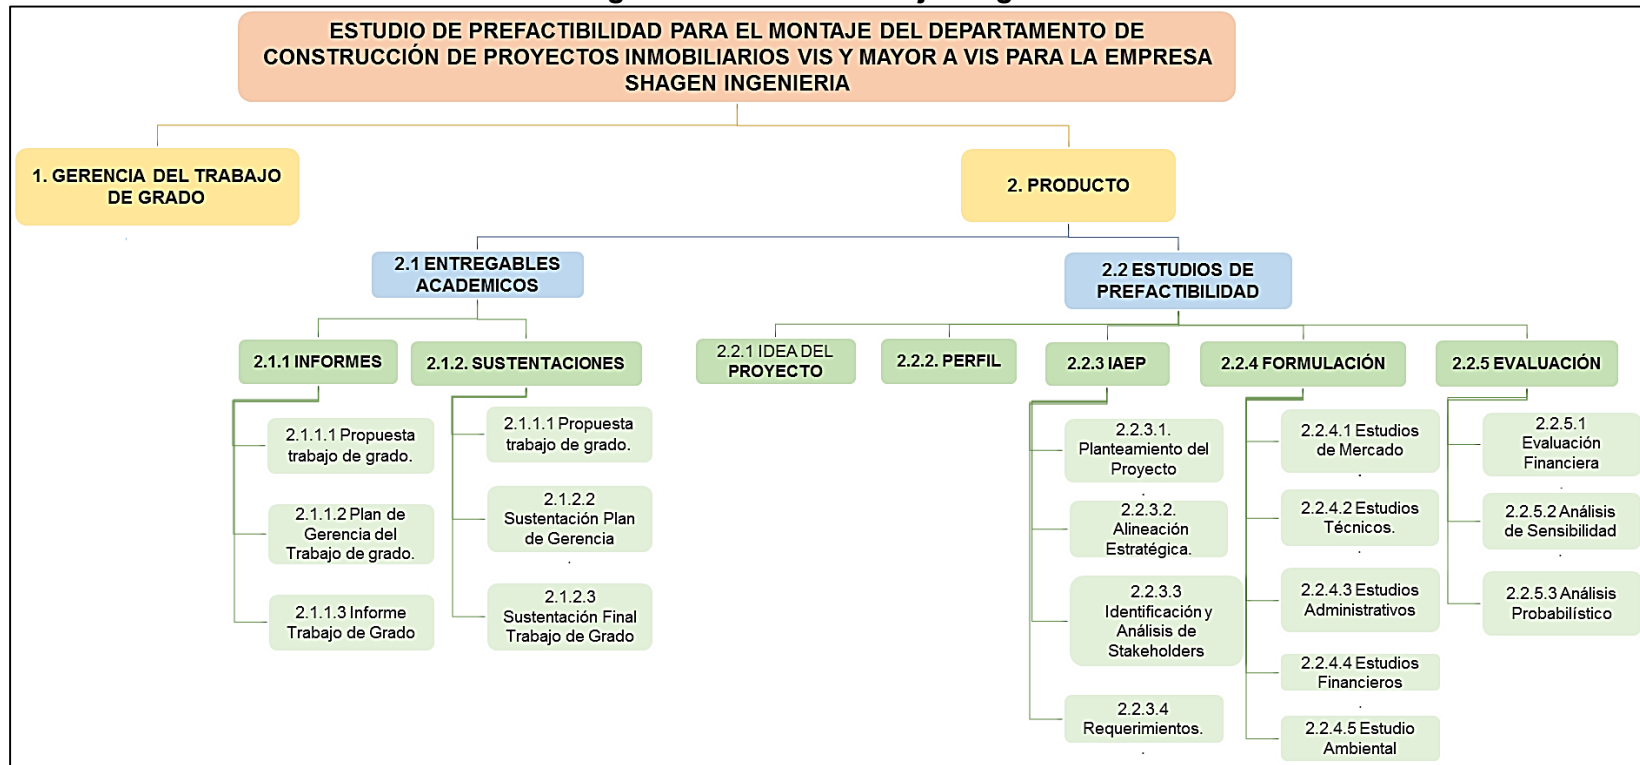 ESTUDIO DE PREFACTIBILIDAD PARA EL MONTAJE DEL DEPARTAMENTO DE
CONSTRUCCIÓN DE PROYECTOS INMOBILIARIOS VIS Y MAYOR A VIS PARA LA EMPRESA
SHAGEN INGENIERIA
1. GERENCIA DEL TRABAJO
DE GRADO
2. PRODUCTO
2.1 ENTREGABLES
ACADEMICOS
2.2 ESTUDIOS DE
PREFACTIBILIDAD
2.1.1 INFORMES
2.1.2. SUSTENTACIONES
2.2.1 IDEA DEL
PROYECTO
2.2.2. PERFIL
2.2.3 IAEP
2.2.4 FORMULACIÓN
2.2.5 EVALUACIÓN
2.1.1.1 Propuesta
trabajo de grado.
2.1.1.2 Plan de
Gerencia del
Trabajo de grado.
2.1.1.3 Informe
Trabajo de Grado
2.1.1.1 Propuesta
trabajo de grado.
2.1.2.2
Sustentación Plan
de Gerencia
2.1.2.3
Sustentación Final
Trabajo de Grado
2.2.3.1.
Planteamiento del
Proyecto
2.2.3.2.
Alineación
Estratégica.
2.2.3.3
Identificación y
Análisis de
Stakeholders
2.2.3.4
Requerimientos.
2.2.4.1 Estudios
de Mercado
2.2.4.2 Estudios
Técnicos.
2.2.4.3 Estudios
Administrativos
2.2.4.4 Estudios
Financieros
2.2.4.5 Estudio
Ambiental
2.2.5.1
Evaluación
Financiera
2.2.5.2 Análisis
de Sensibilidad
2.2.5.3 Análisis
Probabilístico